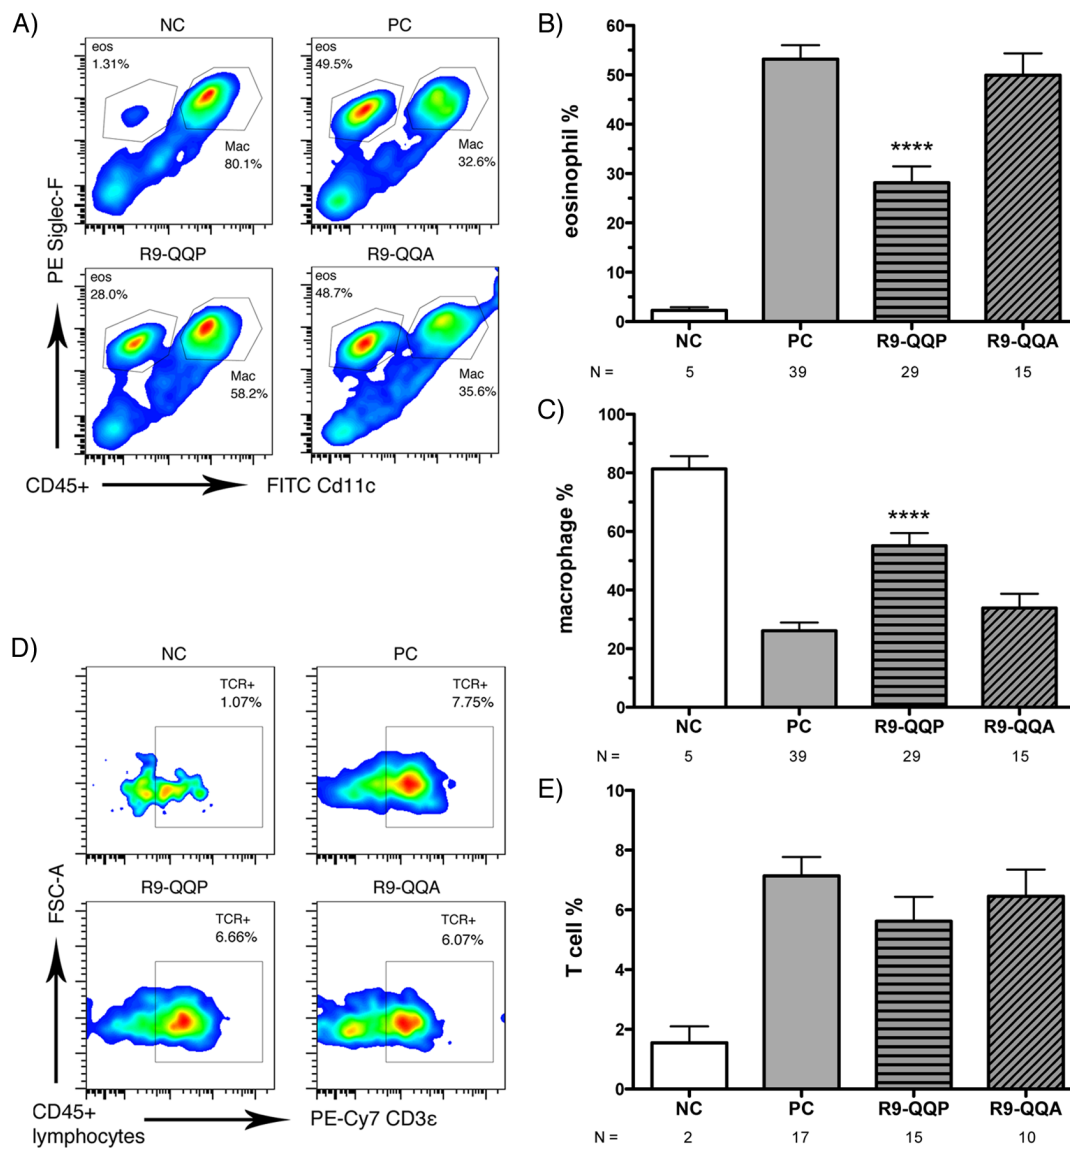 A)
NC
eos
1.31%
Mac
80.1%
PC
eos
49.5%
Mac
32.6%
R9-QQP
eos
28.0%
Mac
58.2%
R9-QQA
eos
48.7%
Mac
35.6%
PE Siglec-F
CD45+
FITC Cd11c
B)
eosinophil %
60
50
40
30
20
10
0
****
NC PC R9-QQP R9-QQA
N = 5 39 29 15
C)
macrophage %
100
80
60
40
20
0
****
NC PC R9-QQP R9-QQA
N = 5 39 29 15
D)
NC
TCR+
1.07%
PC
TCR+
7.75%
R9-QQP
TCR+
6.66%
R9-QQA
TCR+
6.07%
FSC-A
CD45+
lymphocytes
PE-Cy7 CD3ε
E)
T cell %
10
8
6
4
2
0
NC PC R9-QQP R9-QQA
N = 2 17 15 10